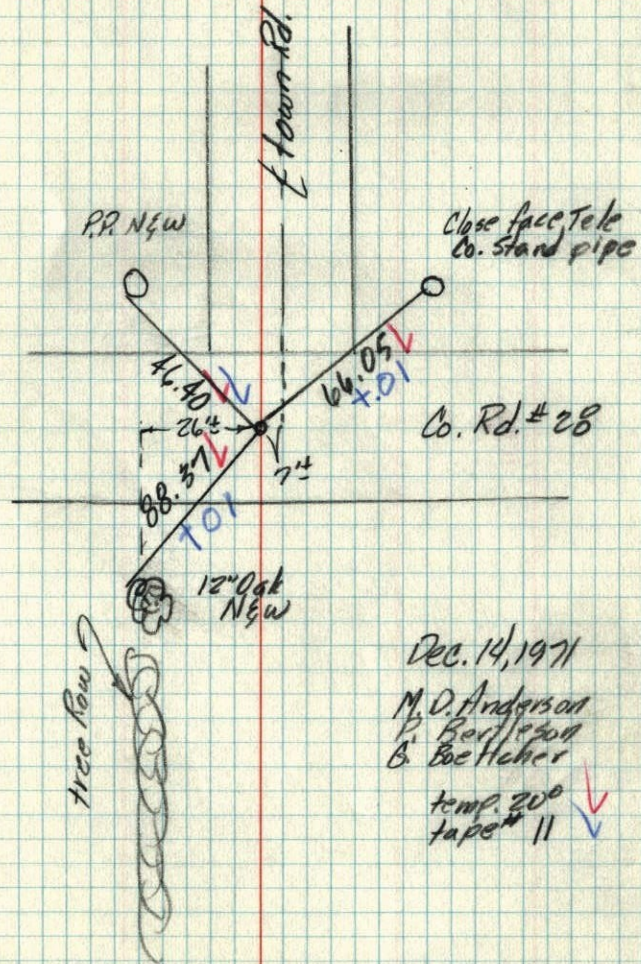 ℄ town Rd.
P.P. N&W
Close face, Tele
Co. Stand pipe
46.40
66.05
+.01
26'±
Co. Rd. # 28
7'±
88.37
+01
12" Oak
N&W
tree Row
Dec. 14, 1971
M.D. Anderson
P. Bertleson
G. Boettcher
temp. 20°
tape # 11